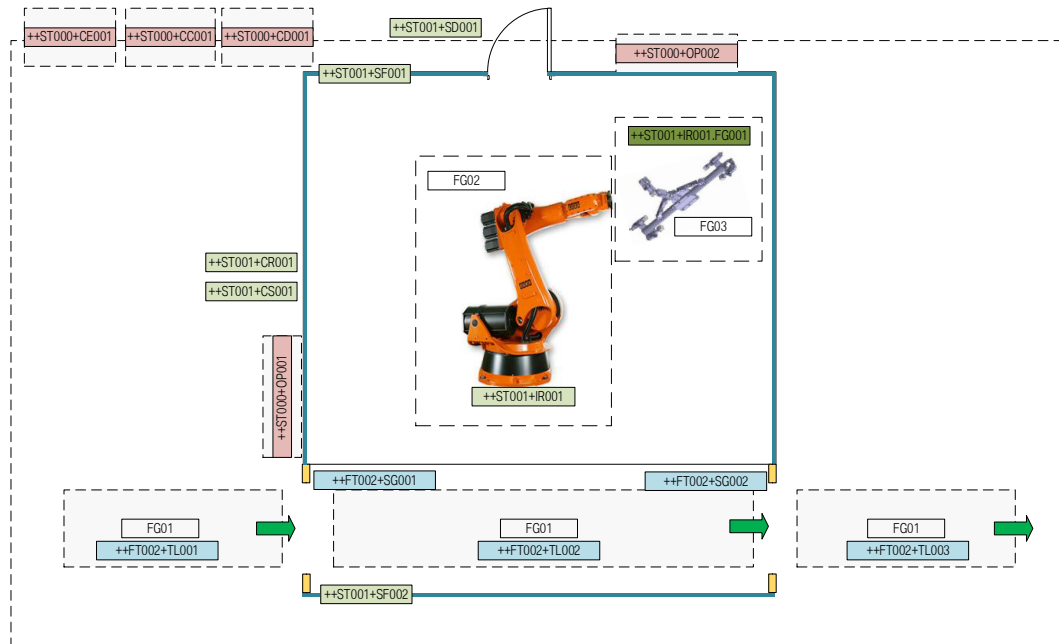 ++ST001+SD001
++ST000+CE001
++ST000+CC001
++ST000+CD001
++ST000+OP002
++ST001+SF001
++ST001+IR001.FG001
FG02
FG03
++ST001+CR001
++ST001+CS001
++ST000+OP001
++ST001+IR001
++FT002+SG001
++FT002+SG002
FG01
FG01
FG01
++FT002+TL001
++FT002+TL002
++FT002+TL003
++ST001+SF002